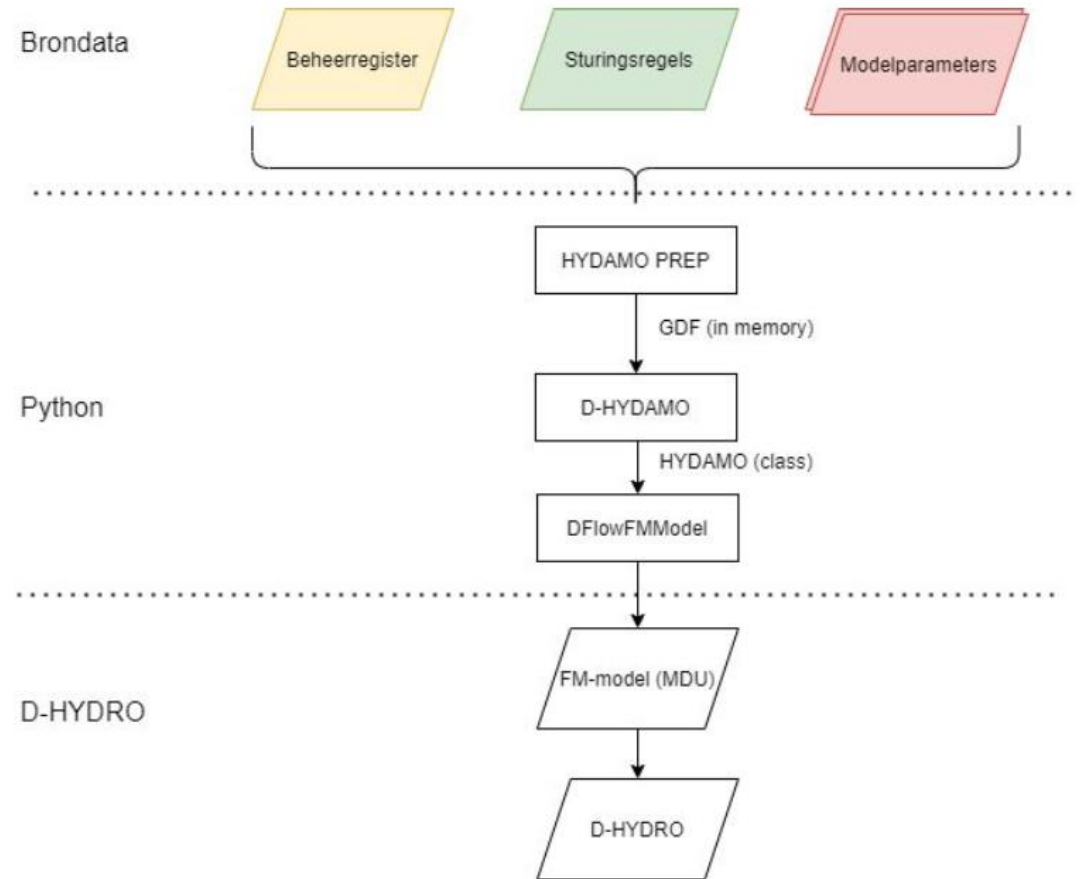 Brondata
Beheerregister
Sturingsregels
Modelparameters
HYDAMO PREP
GDF (in memory)
Python
D-HYDAMO
HYDAMO (class)
DFlowFMModel
FM-model (MDU)
D-HYDRO
D-HYDRO